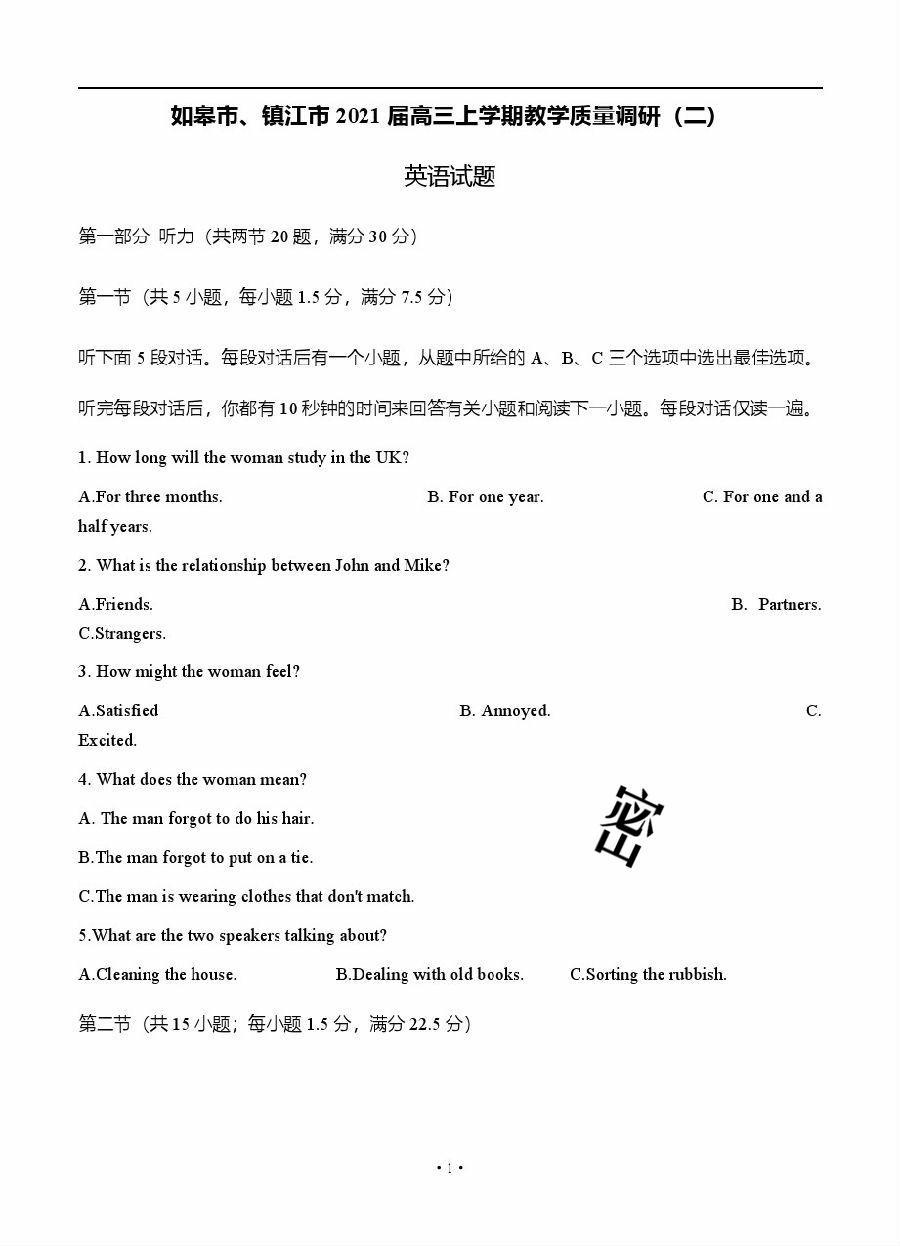 如皋市、镇江市 2021 届高三上学期教学质量调研（二）
英语试题
第一部分 听力（共两节 20 题，满分 30 分）
第一节（共 5 小题，每小题 1.5 分，满分 7.5 分）
听下面 5 段对话。每段对话后有一个小题，从题中所给的 A、B、C 三个选项中选出最佳选项。
听完每段对话后，你都有 10 秒钟的时间来回答有关小题和阅读下一小题。每段对话仅读一遍。
1. How long will the woman study in the UK?
A.For three months. B. For one year. C. For one and a
half years.
2. What is the relationship between John and Mike?
A.Friends. B. Partners.
C.Strangers.
3. How might the woman feel?
A.Satisfied B. Annoyed. C.
Excited.
4. What does the woman mean?
A. The man forgot to do his hair.
B.The man forgot to put on a tie.
C.The man is wearing clothes that don't match.
密
5.What are the two speakers talking about?
A.Cleaning the house. B.Dealing with old books. C.Sorting the rubbish.
第二节（共 15 小题；每小题 1.5 分，满分 22.5 分）
• 1 •